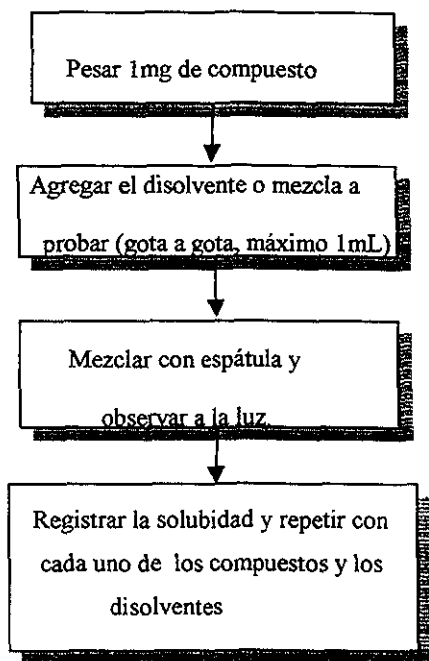 Pesar 1mg de compuesto
Agregar el disolvente o mezcla a
probar (gota a gota, máximo 1mL)
Mezclar con espátula y
observar a la luz.
Registrar la solubidad y repetir con
cada uno de los compuestos y los
disolventes